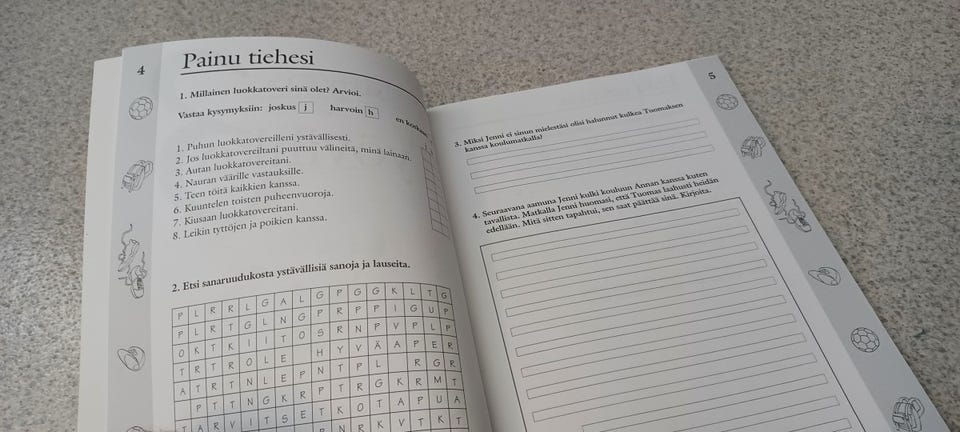 4
Painu tiehesi
1. Millainen luokkatoveri sinä olet? Arvioi.
Vastaa kysymyksiin: joskus j harvoin h en koskaan
1. Puhun luokkatovereilleni ystävällisesti.
2. Jos luokkatovereiltani puuttuu välineitä, minä lainaan.
3. Autan luokkatovereitani.
4. Nauran väärille vastauksille.
5. Teen töitä kaikkien kanssa.
6. Kuuntelen toisten puheenvuoroja.
7. Kiusaan luokkatovereitani.
8. Leikin tyttöjen ja poikien kanssa.
2. Etsi sanaruudukosta ystävällisiä sanoja ja lauseita.
P L R R L G A L G P G G K L T G
P L R T G L N G P R P P I G U P
O K T K I I T O S R N P V P L P
T R T R O L E H Y V Ä A P E R
A T R T N L E P N T P L R G R
P T T N G K R P T R G K R M T
T A R V I T S E T K O T A P U A
5
3. Miksi Jenni ei sinun mielestäsi olisi halunnut kulkea Tuomaksen
kanssa koulumatkalla?
4. Seuraavana aamuna Jenni kulki kouluun Annan kanssa kuten
tavallista. Matkalla Jenni huomasi, että Tuomas laahusti heidän
edellään. Mitä sitten tapahtui, sen saat päättää sinä. Kirjoita.